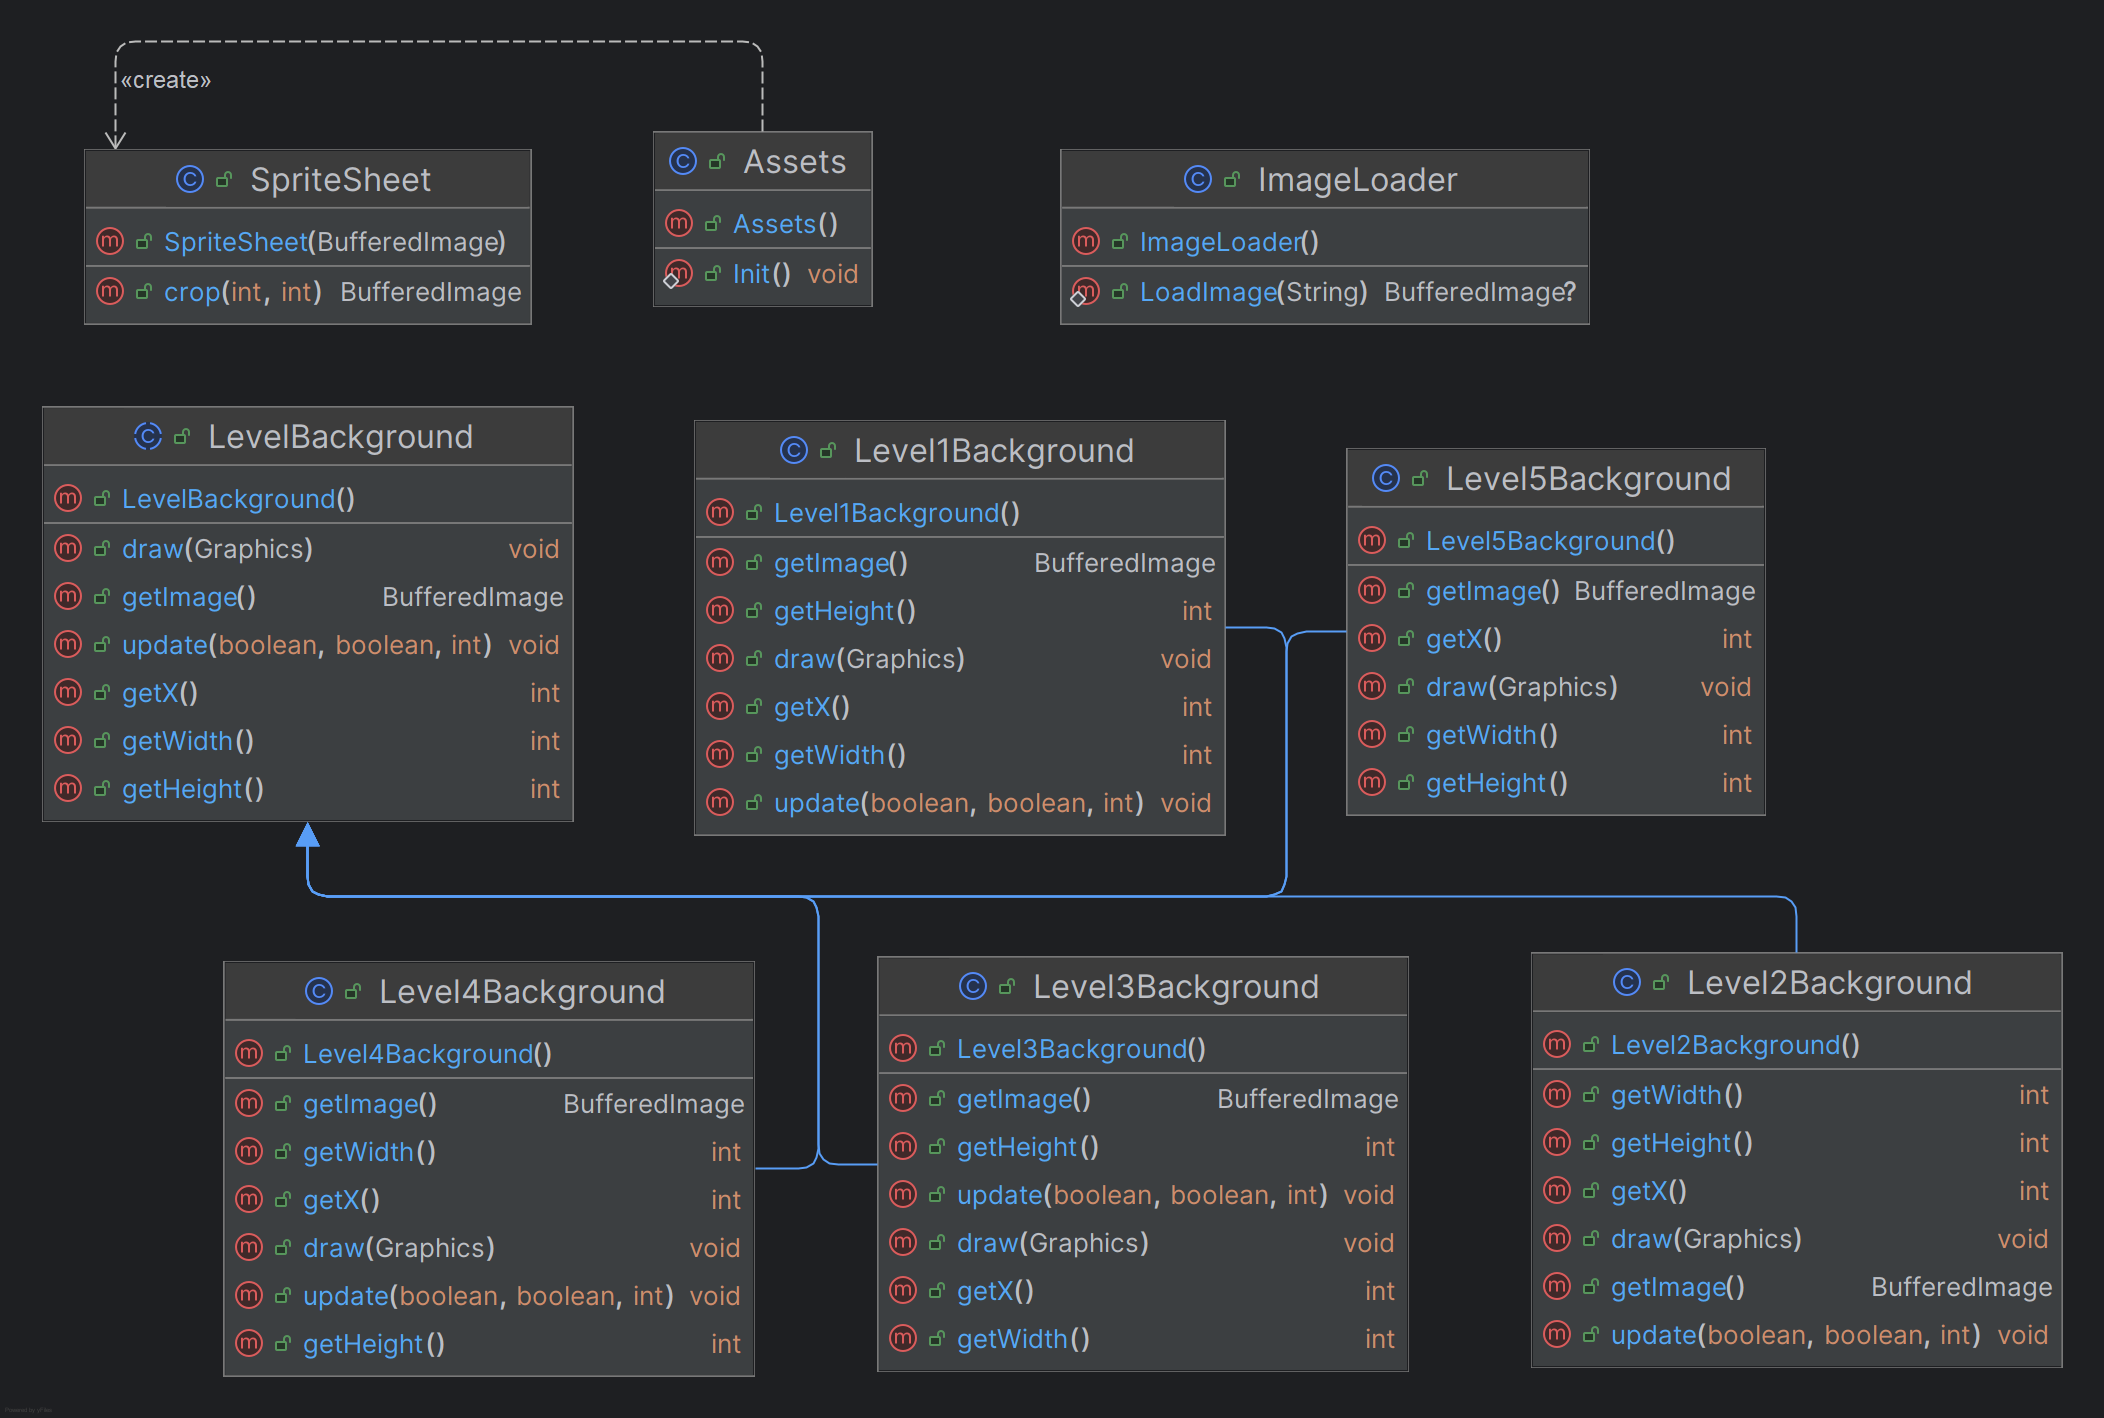 «create»
SpriteSheet
SpriteSheet(BufferedImage)
crop(int, int) BufferedImage
Assets
Assets()
Init() void
ImageLoader
ImageLoader()
LoadImage(String) BufferedImage?
LevelBackground
LevelBackground()
draw(Graphics) void
getImage() BufferedImage
update(boolean, boolean, int) void
getX() int
getWidth() int
getHeight() int
Level1Background
Level1Background()
getImage() BufferedImage
getHeight() int
draw(Graphics) void
getX() int
getWidth() int
update(boolean, boolean, int) void
Level5Background
Level5Background()
getImage() BufferedImage
getX() int
draw(Graphics) void
getWidth() int
getHeight() int
Level4Background
Level4Background()
getImage() BufferedImage
getWidth() int
getX() int
draw(Graphics) void
update(boolean, boolean, int) void
getHeight() int
Level3Background
Level3Background()
getImage() BufferedImage
getHeight() int
update(boolean, boolean, int) void
draw(Graphics) void
getX() int
getWidth() int
Level2Background
Level2Background()
getWidth() int
getHeight() int
getX() int
draw(Graphics) void
getImage() BufferedImage
update(boolean, boolean, int) void
Powered by yFiles